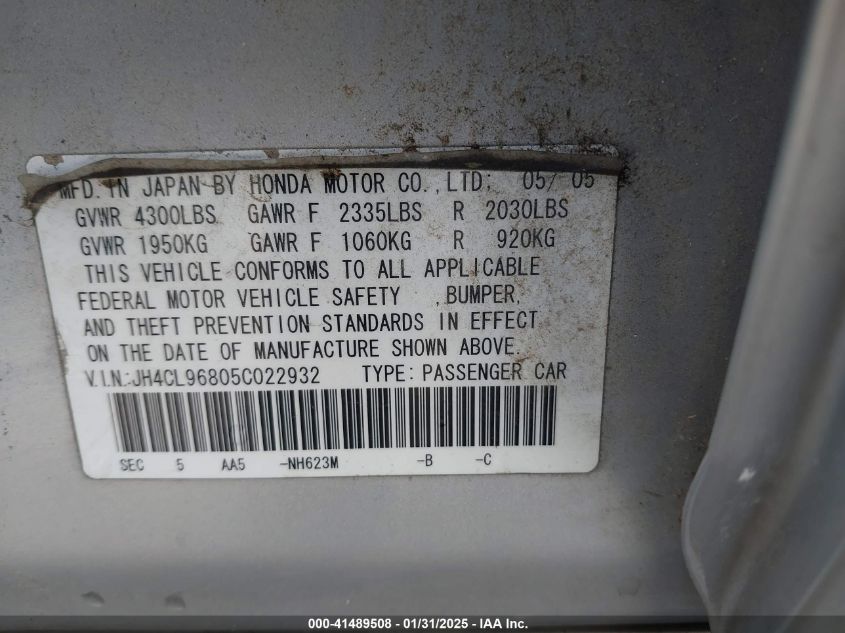 MFD. IN JAPAN BY HONDA MOTOR CO., LTD. 05/05
GVWR 4300LBS GAWR F 2335LBS R 2030LBS
GVWR 1950KG GAWR F 1060KG R 920KG
THIS VEHICLE CONFORMS TO ALL APPLICABLE
FEDERAL MOTOR VEHICLE SAFETY ,BUMPER,
AND THEFT PREVENTION STANDARDS IN EFFECT
ON THE DATE OF MANUFACTURE SHOWN ABOVE.
V.I.N.:JH4CL96805C022932 TYPE: PASSENGER CAR
SEC 5 AA5 -NH623M -B -C
000-41489508 - 01/31/2025 - IAA Inc.